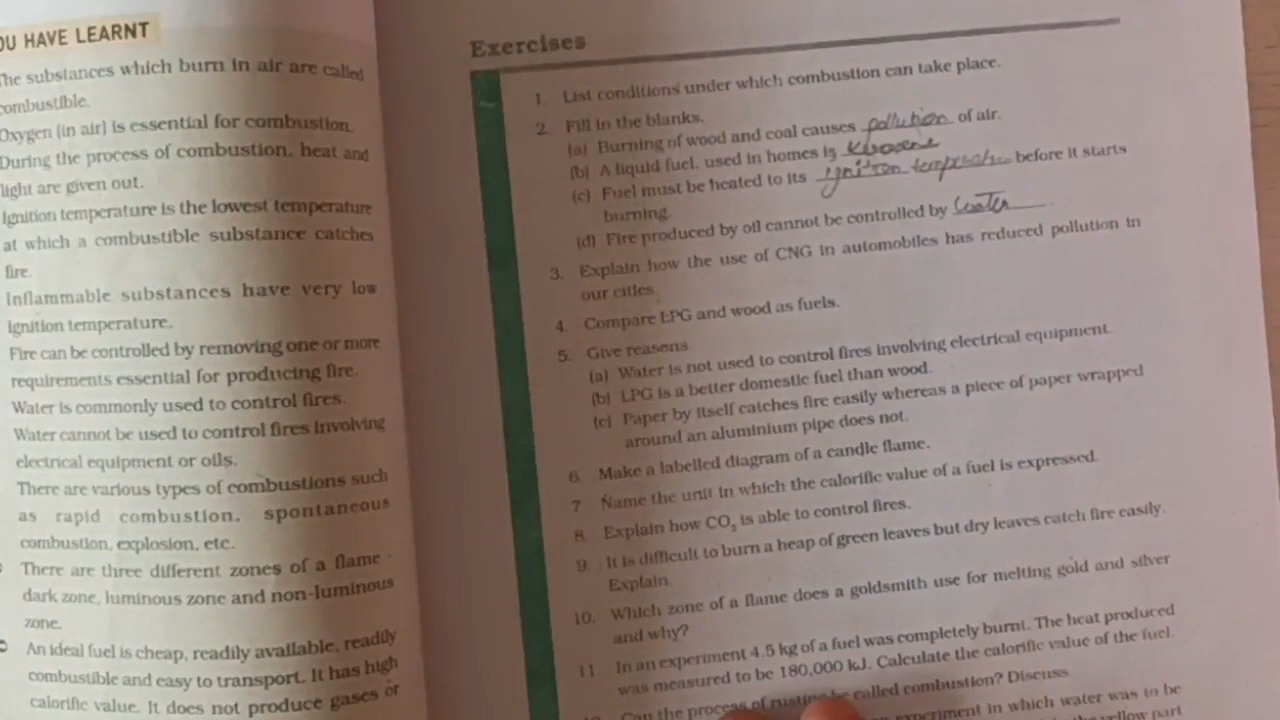 OU HAVE LEARNT
The substances which burn in air are called
combustible.
Oxygen (in air) is essential for combustion.
During the process of combustion, heat and
light are given out.
Ignition temperature is the lowest temperature
at which a combustible substance catches
fire.
Inflammable substances have very low
ignition temperature.
Fire can be controlled by removing one or more
requirements essential for producing fire.
Water is commonly used to control fires.
Water cannot be used to control fires involving
electrical equipment or oils.
There are various types of combustions such
as rapid combustion, spontaneous
combustion, explosion, etc.
There are three different zones of a flame -
dark zone, luminous zone and non-luminous
zone.
An ideal fuel is cheap, readily available, readily
combustible and easy to transport. It has high
calorific value. It does not produce gases or
Exercises
1. List conditions under which combustion can take place.
2. Fill in the blanks.
(a) Burning of wood and coal causes pollution of air.
(b) A liquid fuel, used in homes is
(c) Fuel must be heated to its ignition temperature before it starts
burning.
(d) Fire produced by oil cannot be controlled by water.
3. Explain how the use of CNG in automobiles has reduced pollution in
our cities.
4. Compare LPG and wood as fuels.
5. Give reasons
(a) Water is not used to control fires involving electrical equipment.
(b) LPG is a better domestic fuel than wood.
(c) Paper by itself catches fire easily whereas a piece of paper wrapped
around an aluminium pipe does not.
6. Make a labelled diagram of a candle flame.
7. Name the unit in which the calorific value of a fuel is expressed.
8. Explain how CO₂ is able to control fires.
9. It is difficult to burn a heap of green leaves but dry leaves catch fire easily.
Explain.
10. Which zone of a flame does a goldsmith use for melting gold and silver
and why?
11. In an experiment 4.5 kg of a fuel was completely burnt. The heat produced
was measured to be 180,000 kJ. Calculate the calorific value of the fuel.
Can the process of rusting be called combustion? Discuss
experiment in which water was to be
yellow part